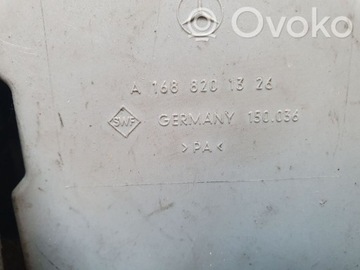 Ovoko
A 168 820 13 26
SWF GERMANY 150.036
>PA<